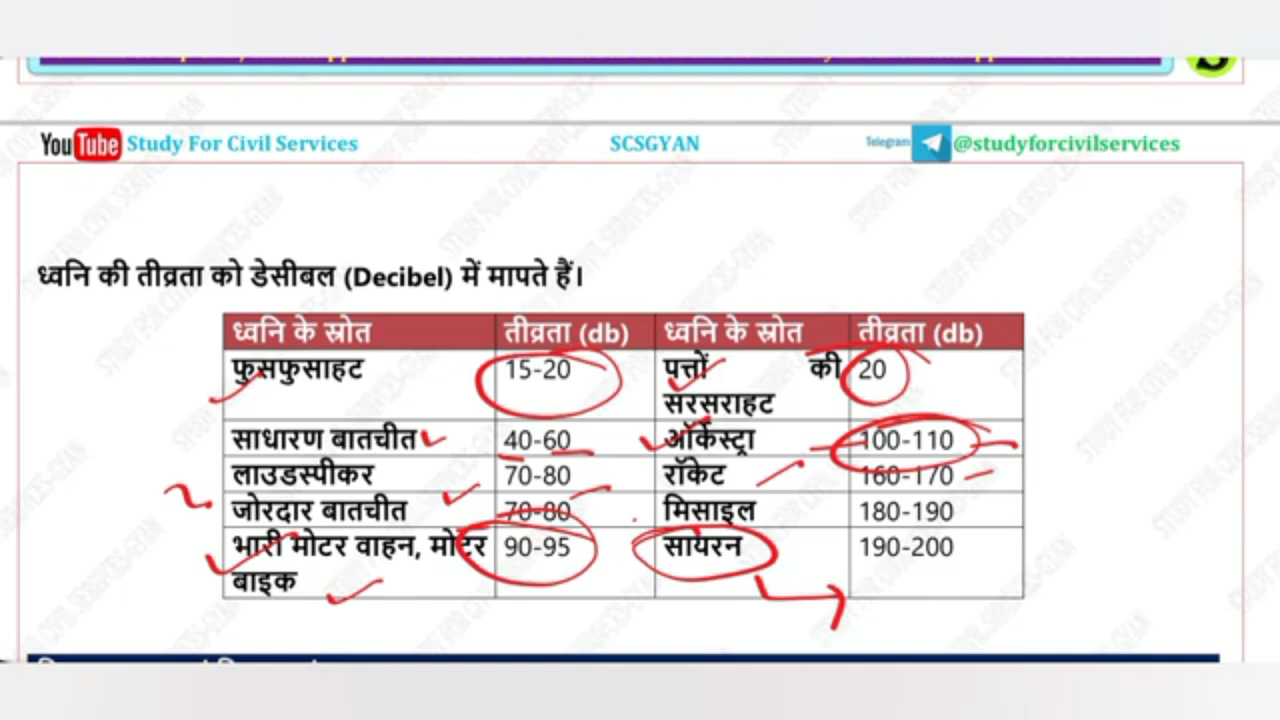 YouTube Study For Civil Services SCSGYAN Telegram @studyforcivilservices
ध्वनि की तीव्रता को डेसीबल (Decibel) में मापते हैं।
ध्वनि के स्रोत तीव्रता (db) ध्वनि के स्रोत तीव्रता (db)
फुसफुसाहट 15-20 पत्तों की 20
सरसराहट
साधारण बातचीत 40-60 ऑर्केस्ट्रा 100-110
लाउडस्पीकर 70-80 रॉकेट 160-170
जोरदार बातचीत 70-80 मिसाइल 180-190
भारी मोटर वाहन, मोटर 90-95 सायरन 190-200
बाइक